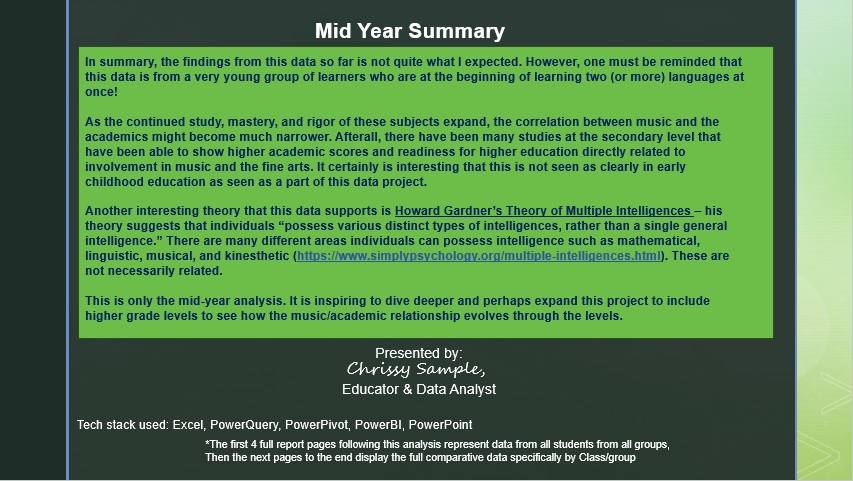 Mid Year Summary
In summary, the findings from this data so far is not quite what I expected. However, one must be reminded that
this data is from a very young group of learners who are at the beginning of learning two (or more) languages at
once!
As the continued study, mastery, and rigor of these subjects expand, the correlation between music and the
academics might become much narrower. Afterall, there have been many studies at the secondary level that
have been able to show higher academic scores and readiness for higher education directly related to
involvement in music and the fine arts. It certainly is interesting that this is not seen as clearly in early
childhood education as seen as a part of this data project.
Another interesting theory that this data supports is Howard Gardner's Theory of Multiple Intelligences – his
theory suggests that individuals “possess various distinct types of intelligences, rather than a single general
intelligence.” There are many different areas individuals can possess intelligence such as mathematical,
linguistic, musical, and kinesthetic (https://www.simplypsychology.org/multiple-intelligences.html). These are
not necessarily related.
This is only the mid-year analysis. It is inspiring to dive deeper and perhaps expand this project to include
higher grade levels to see how the music/academic relationship evolves through the levels.
Presented by:
Chrissy Sample,
Educator & Data Analyst
Tech stack used: Excel, PowerQuery, PowerPivot, PowerBI, PowerPoint
*The first 4 full report pages following this analysis represent data from all students from all groups,
Then the next pages to the end display the full comparative data specifically by Class/group